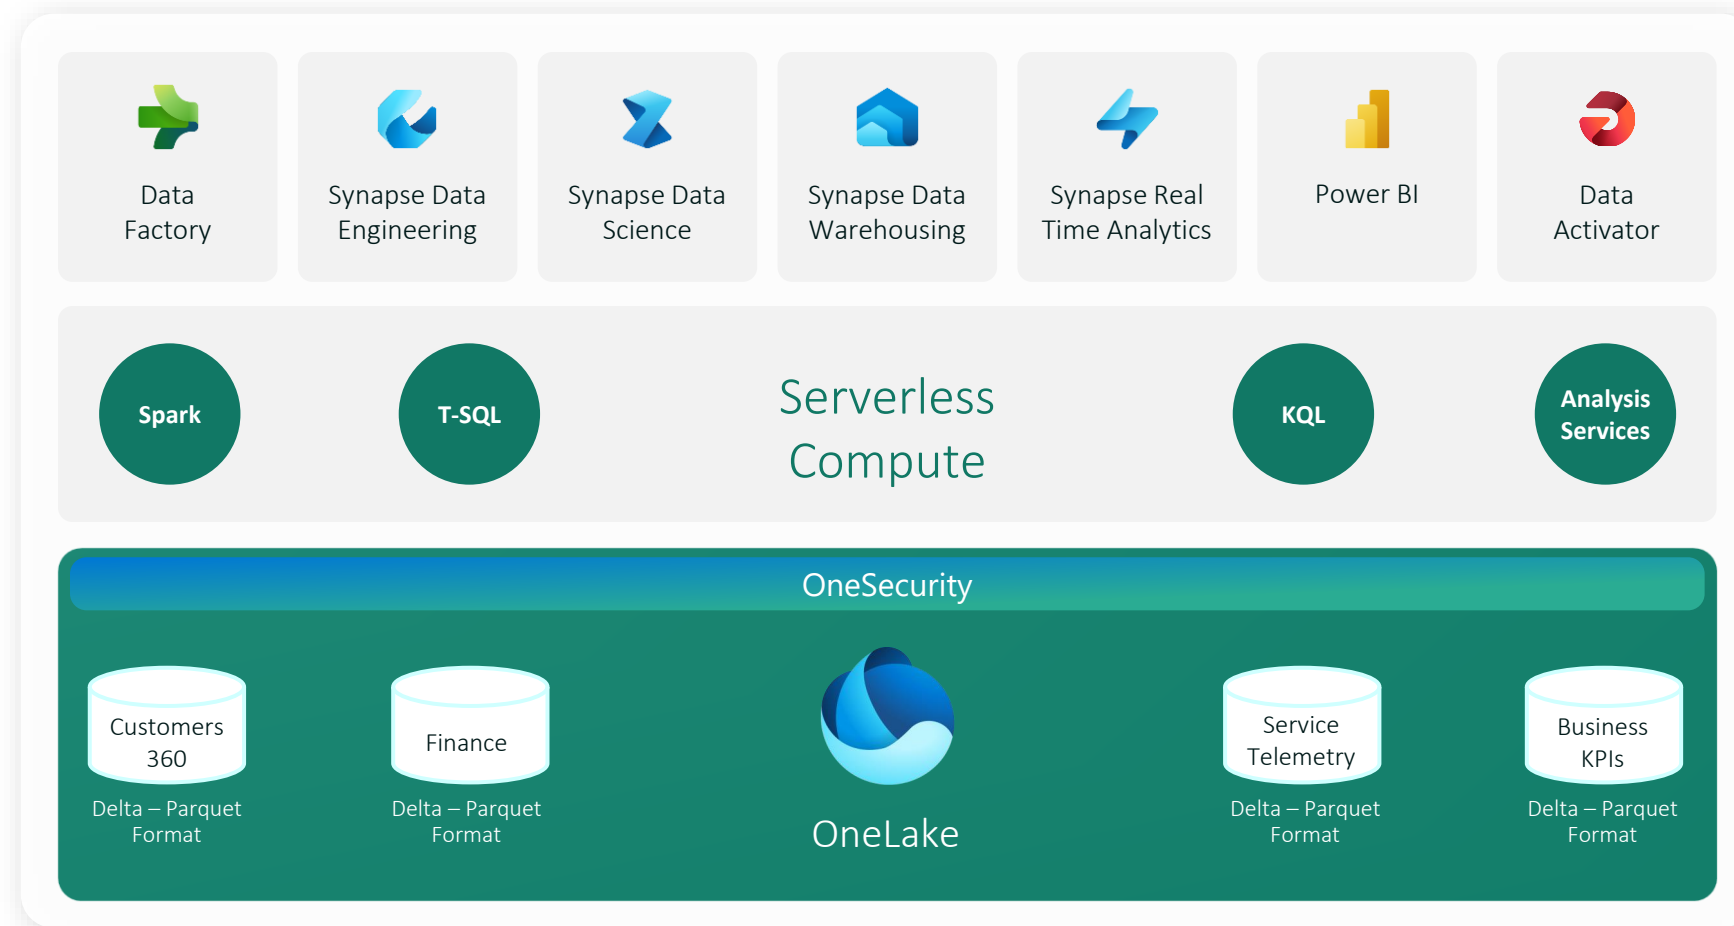 Data
Factory
Synapse Data
Engineering
Synapse Data
Science
Synapse Data
Warehousing
Synapse Real
Time Analytics
Power BI
Data
Activator
Spark
T-SQL
Serverless
Compute
KQL
Analysis
Services
OneSecurity
Customers
360
Delta – Parquet
Format
Finance
Delta – Parquet
Format
OneLake
Service
Telemetry
Delta – Parquet
Format
Business
KPIs
Delta – Parquet
Format